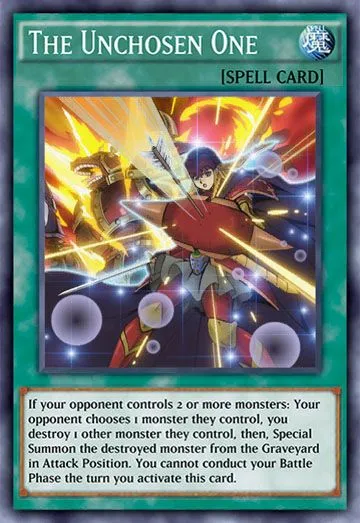 The Unchosen One
[SPELL CARD]
If your opponent controls 2 or more monsters: Your
opponent chooses 1 monster they control, you
destroy 1 other monster they control, then, Special
Summon the destroyed monster from the Graveyard
in Attack Position. You cannot conduct your Battle
Phase the turn you activate this card.